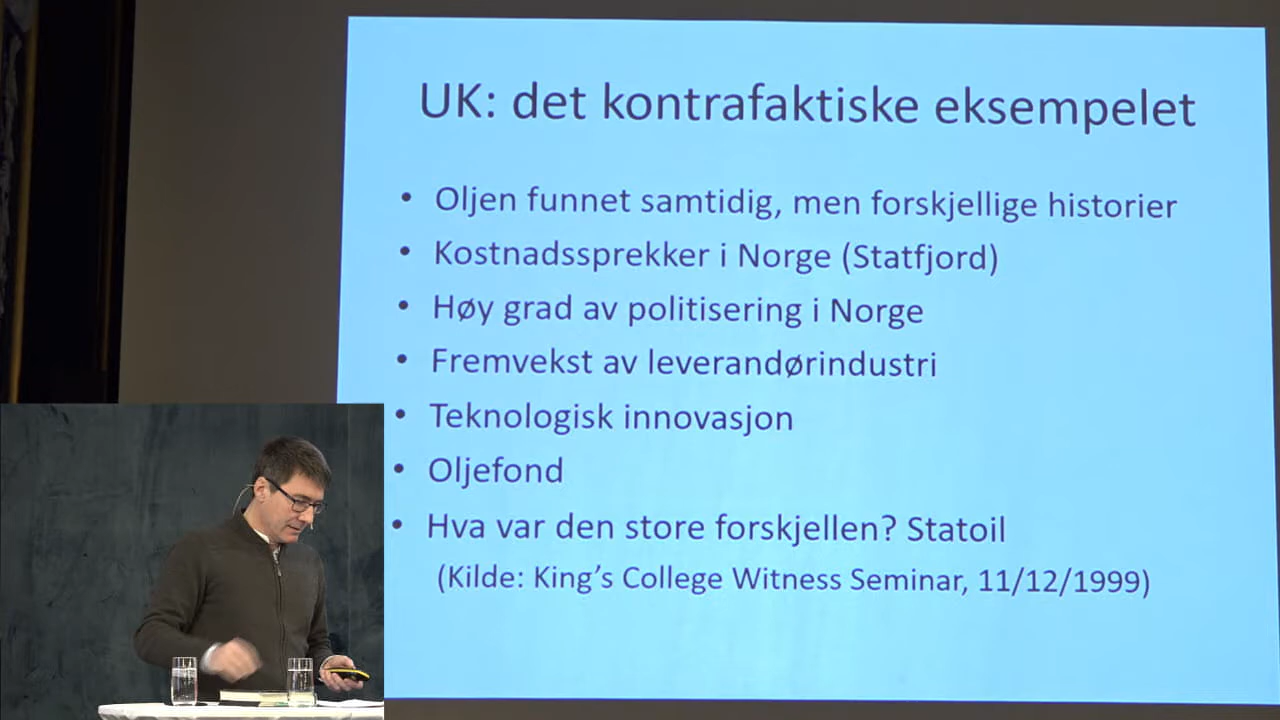 UK: det kontrafaktiske eksempelet
• Oljen funnet samtidig, men forskjellige historier
• Kostnadssprekker i Norge (Statfjord)
• Høy grad av politisering i Norge
• Fremvekst av leverandørindustri
• Teknologisk innovasjon
• Oljefond
• Hva var den store forskjellen? Statoil
(Kilde: King’s College Witness Seminar, 11/12/1999)